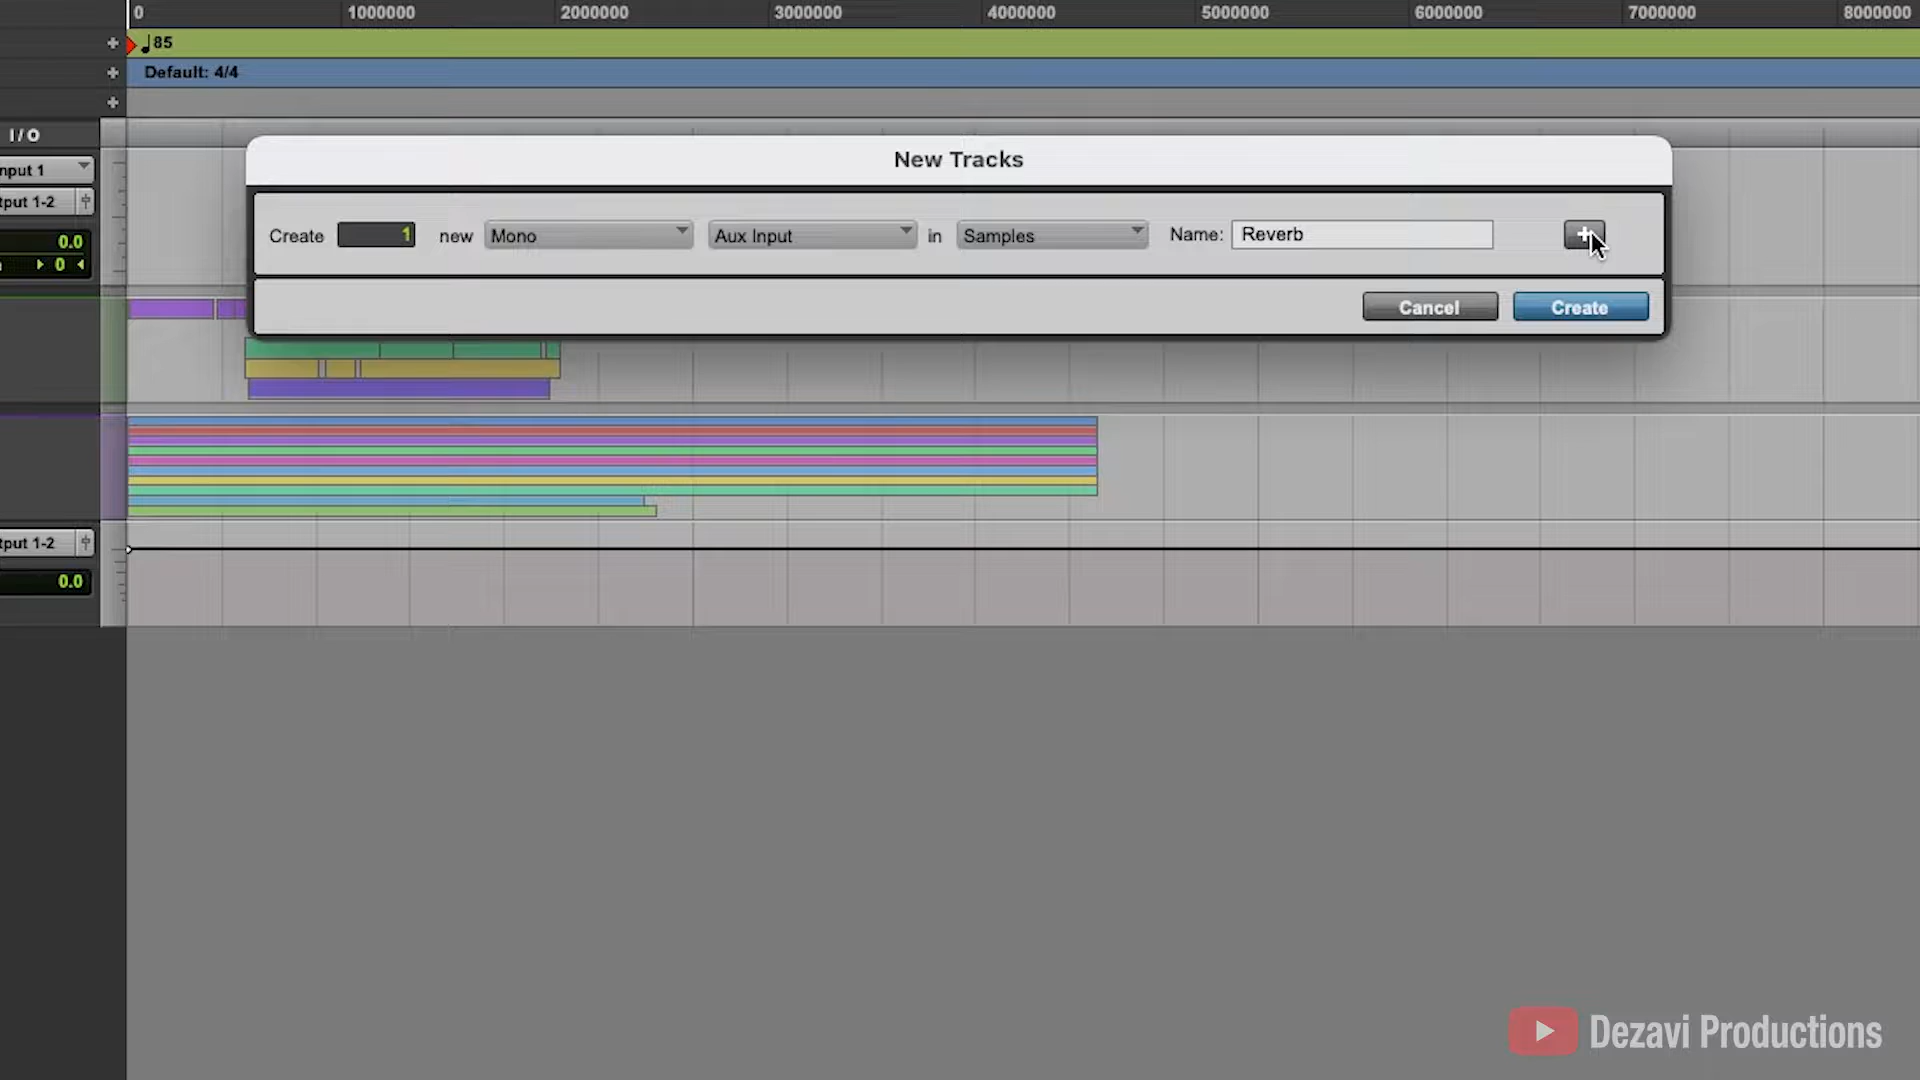 0 1000000 2000000 3000000 4000000 5000000 6000000 7000000 8000000
+ ♩85
+ Default: 4/4
+
I / O
nput 1
tput 1-2
0.0
0
New Tracks
Create 1 new Mono Aux Input in Samples Name: Reverb +
Cancel Create
tput 1-2
0.0
Dezavi Productions